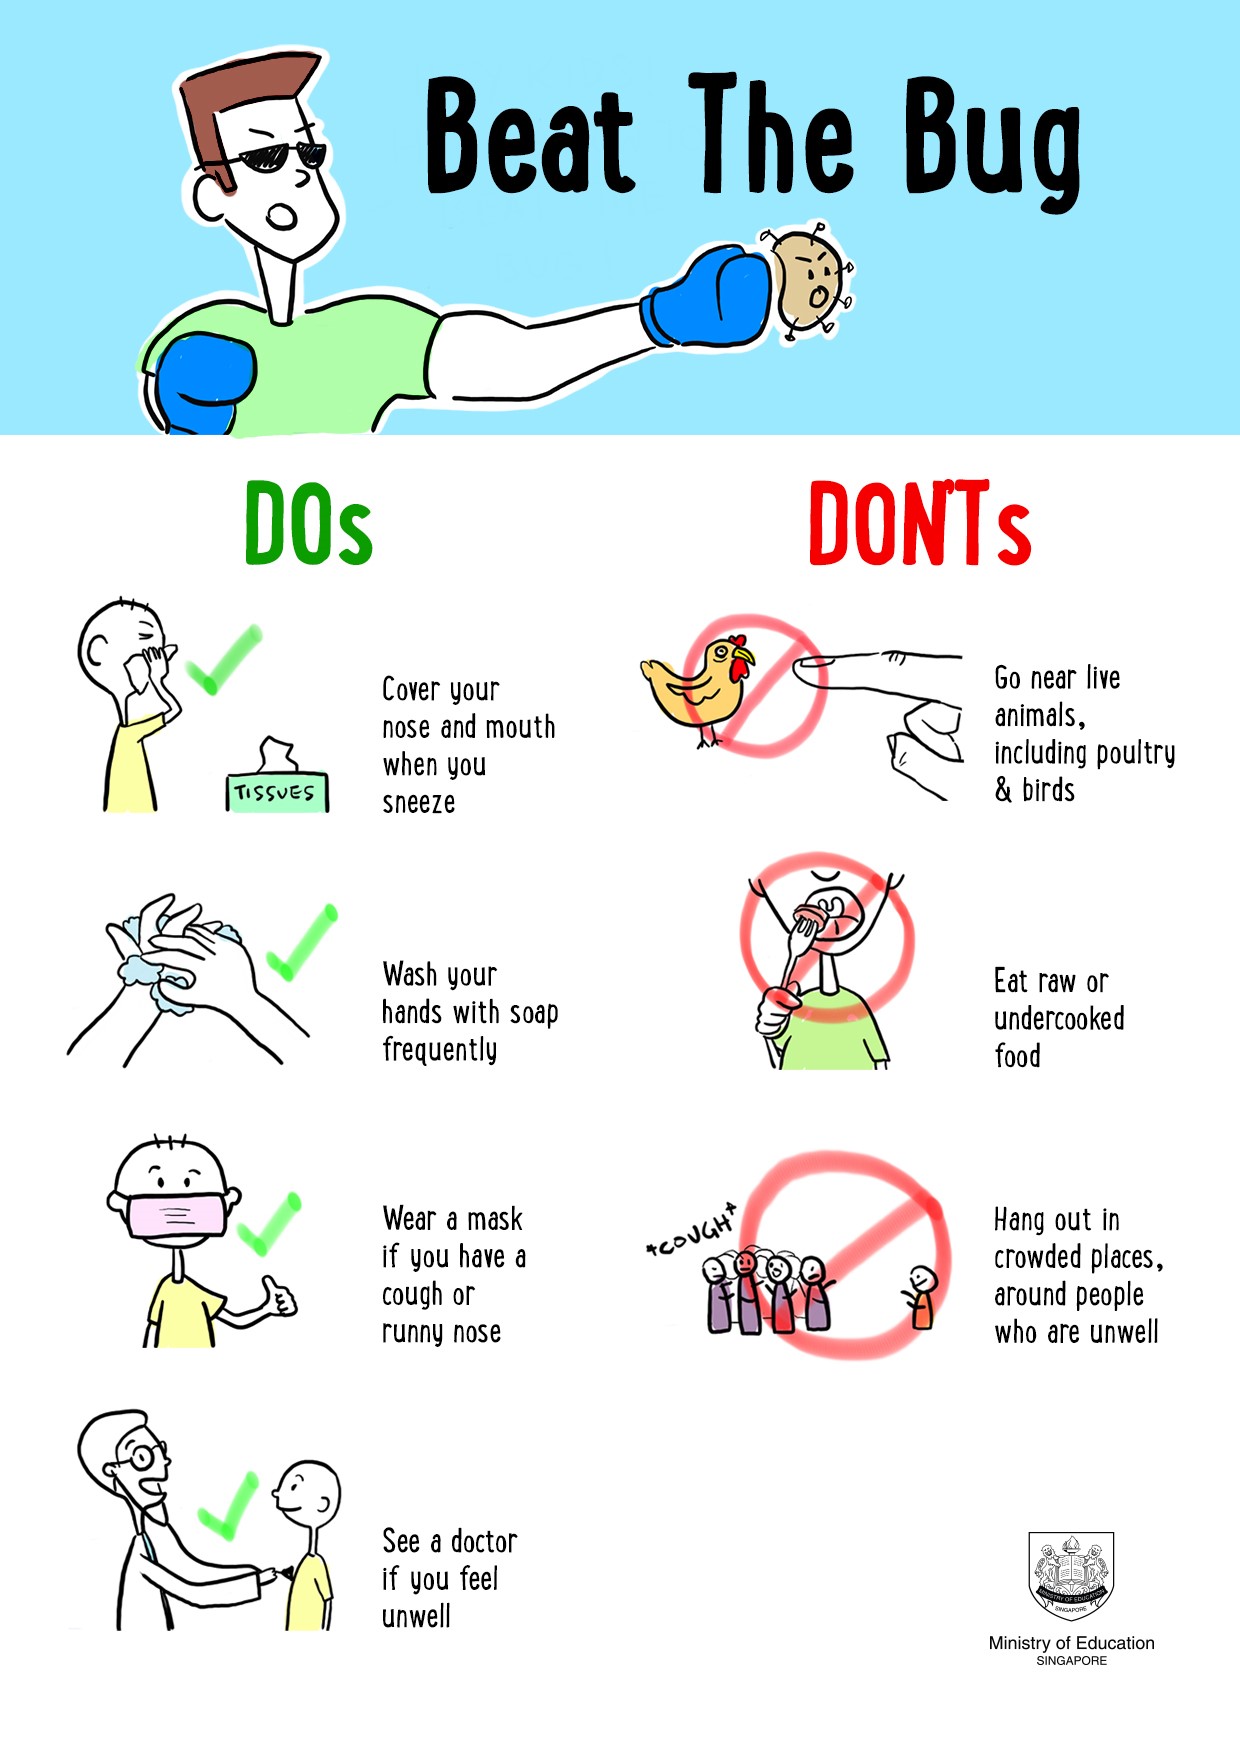 Beat The Bug
DOs
TISSUES
Cover your
nose and mouth
when you
sneeze
Wash your
hands with soap
frequently
Wear a mask
if you have a
cough or
runny nose
See a doctor
if you feel
unwell
DON'Ts
Go near live
animals,
including poultry
& birds
Eat raw or
undercooked
food
*COUGH*
Hang out in
crowded places,
around people
who are unwell
MINISTRY OF EDUCATION
SINGAPORE
Ministry of Education
SINGAPORE